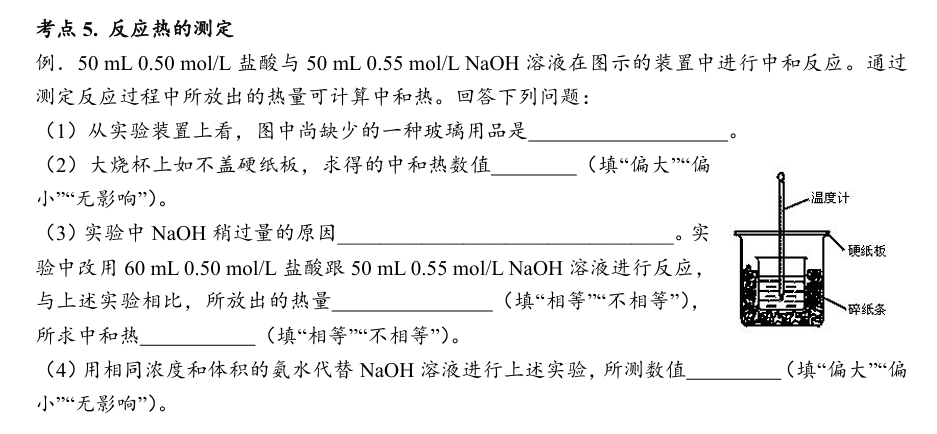 考点 5. 反应热的测定
例．50 mL 0.50 mol/L 盐酸与 50 mL 0.55 mol/L NaOH 溶液在图示的装置中进行中和反应。通过
测定反应过程中所放出的热量可计算中和热。回答下列问题：
（1）从实验装置上看，图中尚缺少的一种玻璃用品是____________________。
（2）大烧杯上如不盖硬纸板，求得的中和热数值_________（填“偏大”“偏
小”“无影响”）。
（3）实验中 NaOH 稍过量的原因__________________________________。实
验中改用 60 mL 0.50 mol/L 盐酸跟 50 mL 0.55 mol/L NaOH 溶液进行反应，
与上述实验相比，所放出的热量________________（填“相等”“不相等”），
所求中和热____________（填“相等”“不相等”）。
（4）用相同浓度和体积的氨水代替 NaOH 溶液进行上述实验，所测数值__________（填“偏大”“偏
小”“无影响”）。
温度计
硬纸板
碎纸条